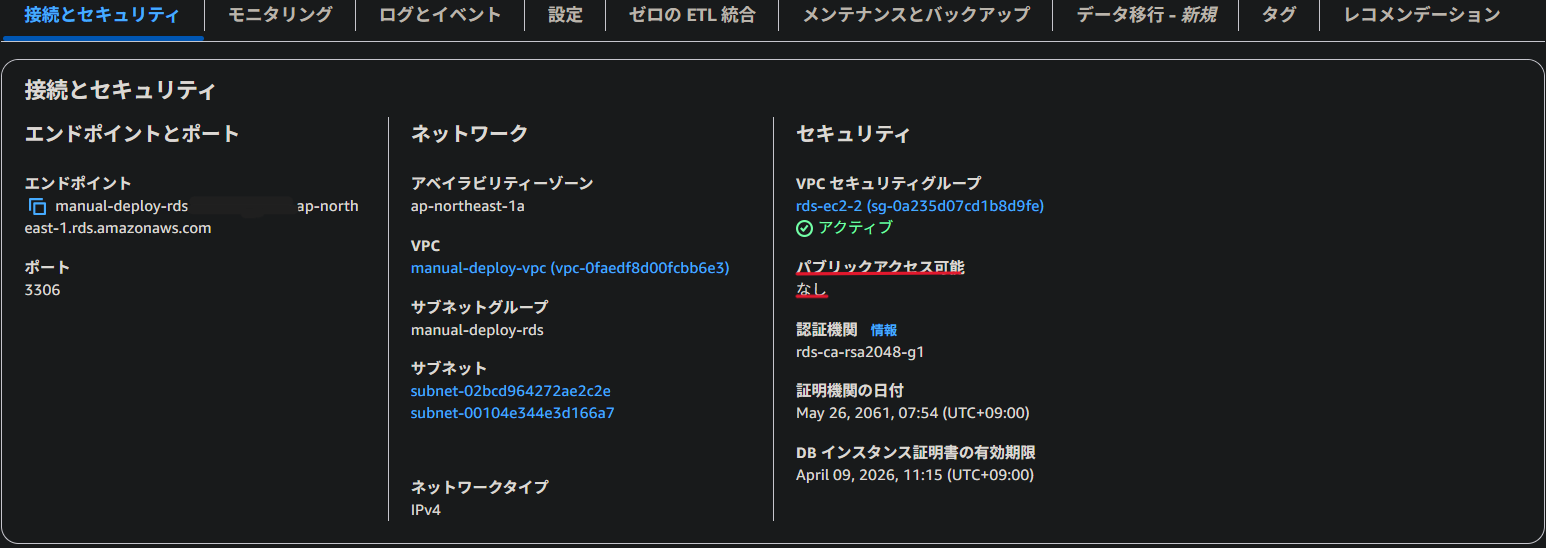 接続とセキュリティ
モニタリング
ログとイベント
設定
ゼロの ETL 統合
メンテナンスとバックアップ
データ移行 - 新規
タグ
レコメンデーション
接続とセキュリティ
エンドポイントとポート
エンドポイント
manual-deploy-rds ap-north
east-1.rds.amazonaws.com
ポート
3306
ネットワーク
アベイラビリティーゾーン
ap-northeast-1a
VPC
manual-deploy-vpc (vpc-0faedf8d00fcbb6e3)
サブネットグループ
manual-deploy-rds
サブネット
subnet-02bcd964272ae2c2e
subnet-00104e344e3d166a7
ネットワークタイプ
IPv4
セキュリティ
VPC セキュリティグループ
rds-ec2-2 (sg-0a235d07cd1b8d9fe)
アクティブ
パブリックアクセス可能
なし
認証機関 情報
rds-ca-rsa2048-g1
証明機関の日付
May 26, 2061, 07:54 (UTC+09:00)
DB インスタンス証明書の有効期限
April 09, 2026, 11:15 (UTC+09:00)